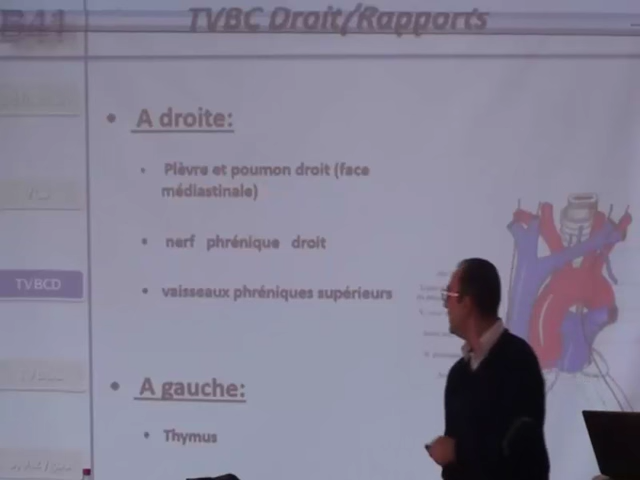 B41
TVBC Droit/Rapports
• A droite:
• Plèvre et poumon droit (face
médiastinale)
• nerf phrénique droit
TVBCD
• vaisseaux phréniques supérieurs
• A gauche:
• Thymus